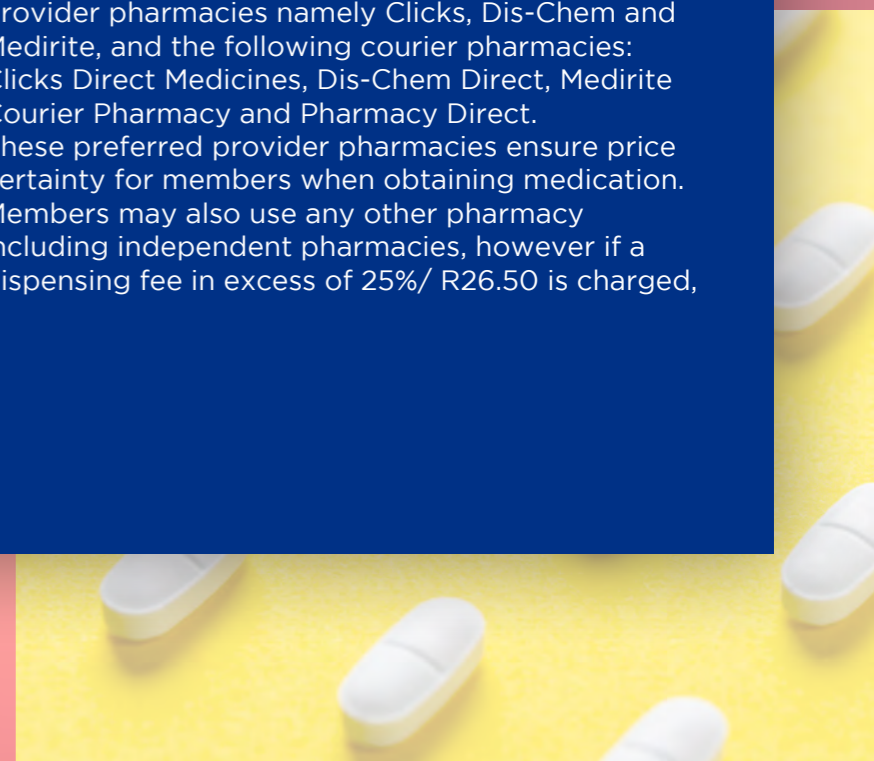 rovider pharmacies namely Clicks, Dis-Chem and
Medirite, and the following courier pharmacies:
Clicks Direct Medicines, Dis-Chem Direct, Medirite
Courier Pharmacy and Pharmacy Direct.
hese preferred provider pharmacies ensure price
ertainty for members when obtaining medication.
Members may also use any other pharmacy
ncluding independent pharmacies, however if a
ispensing fee in excess of 25%/ R26.50 is charged,